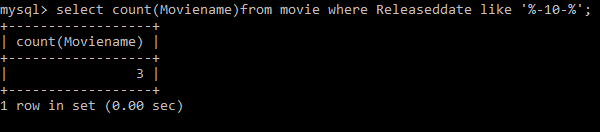 mysql> select count(Moviename)from movie where Releaseddate like '%-10-%';
+------------------+
| count(Moviename) |
+------------------+
|                3 |
+------------------+
1 row in set (0.00 sec)